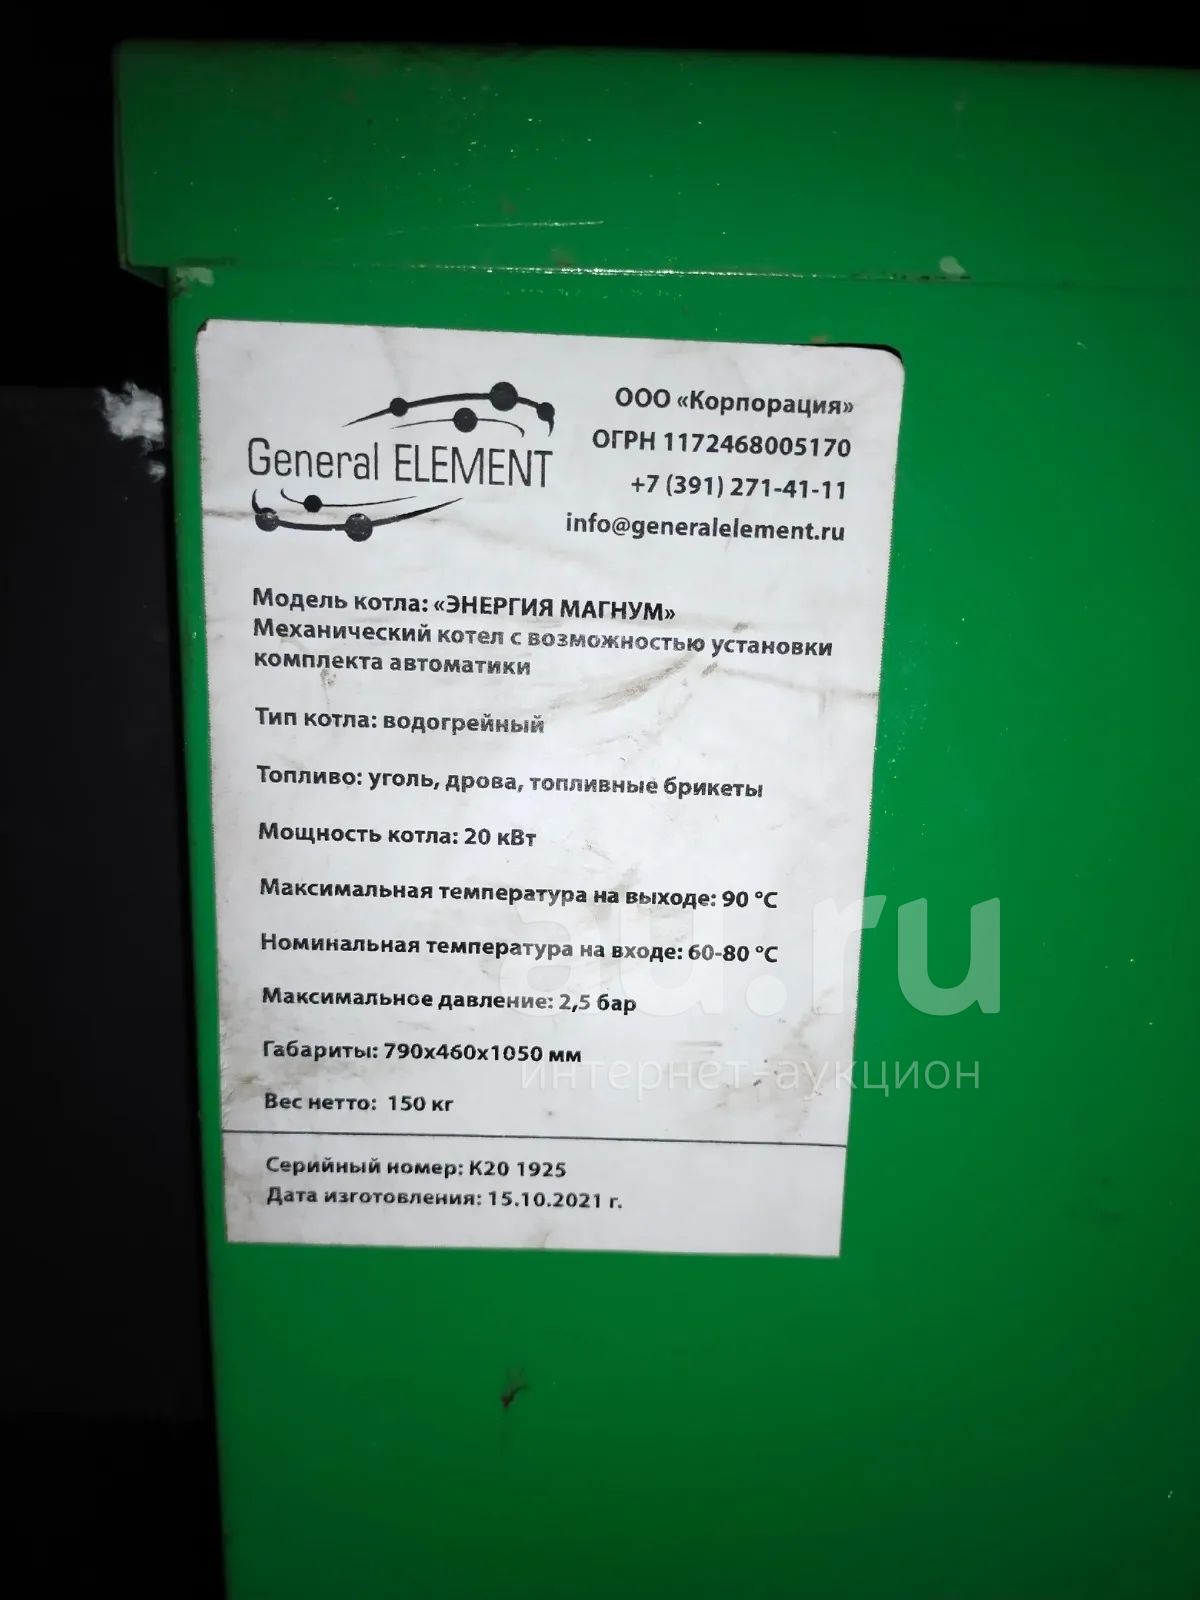 General ELEMENT
ООО «Корпорация»
ОГРН 1172468005170
+7 (391) 271-41-11
info@generalelement.ru
Модель котла: «ЭНЕРГИЯ МАГНУМ»
Механический котел с возможностью установки
комплекта автоматики
Тип котла: водогрейный
Топливо: уголь, дрова, топливные брикеты
Мощность котла: 20 кВт
Максимальная температура на выходе: 90 °C
Номинальная температура на входе: 60-80 °C
Максимальное давление: 2,5 бар
Габариты: 790х460х1050 мм
Вес нетто: 150 кг
Серийный номер: К20 1925
Дата изготовления: 15.10.2021 г.
au.ru
интернет-аукцион